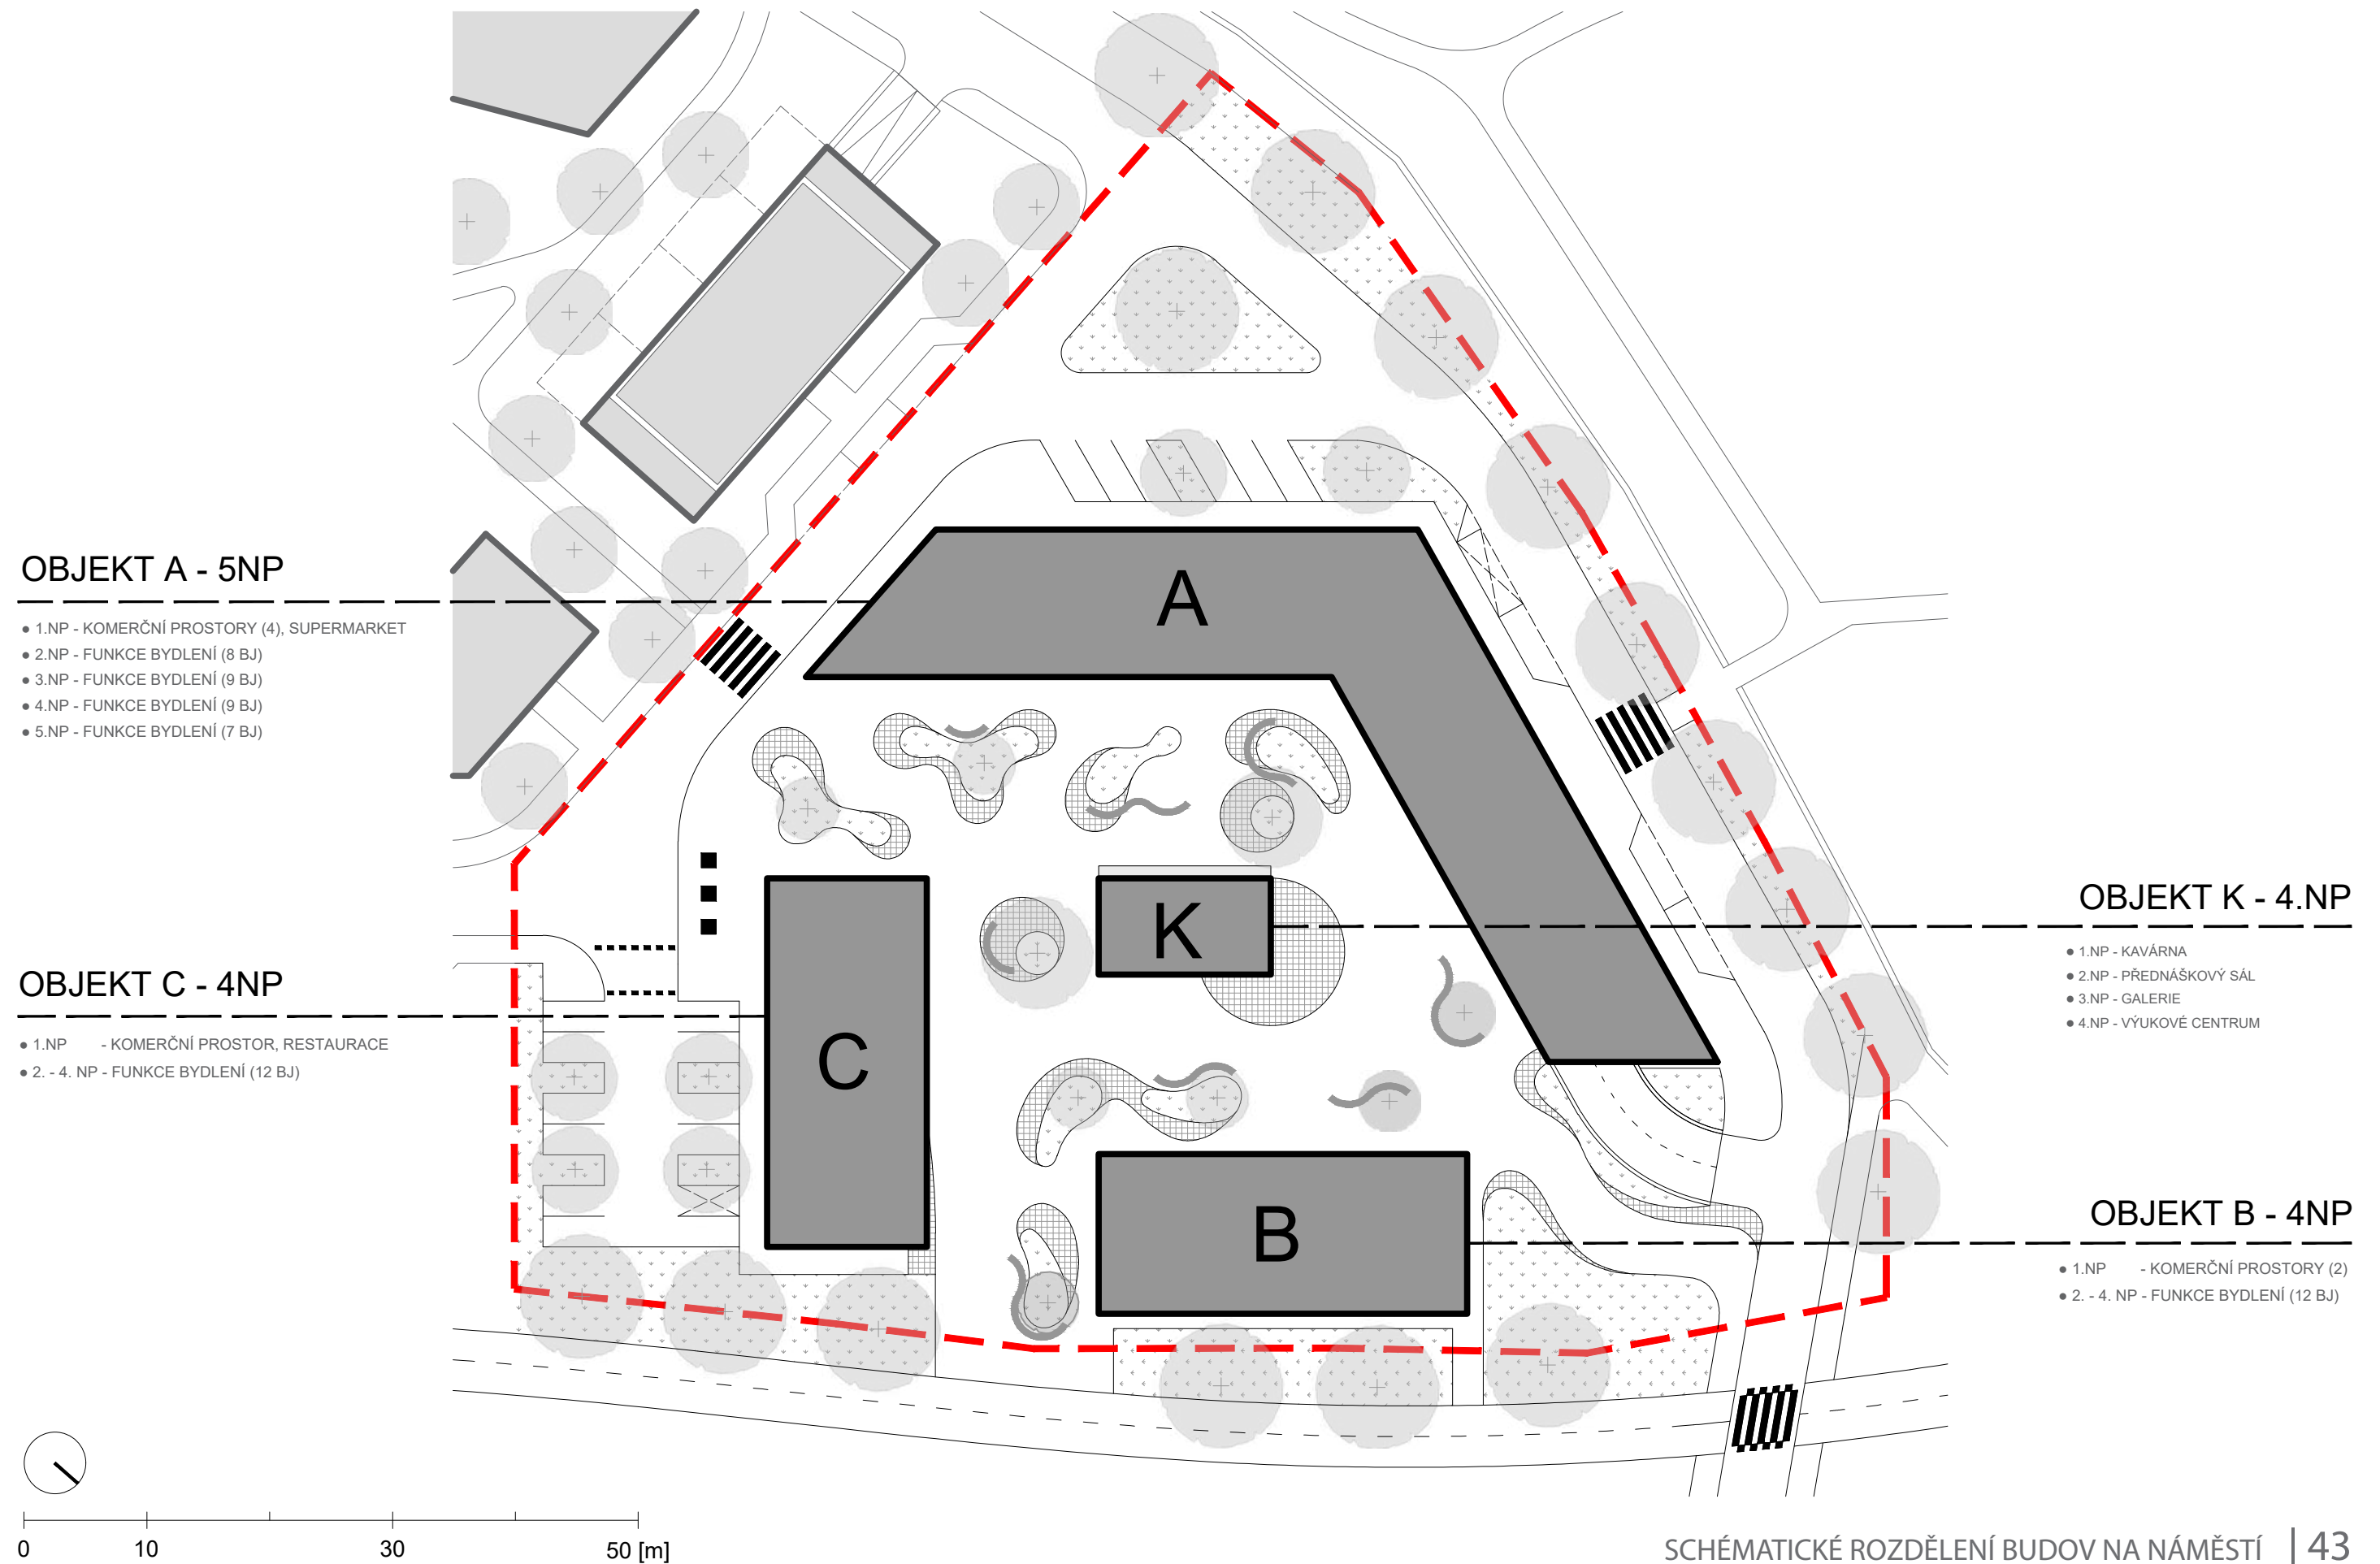 OBJEKT A - 5NP
● 1.NP - KOMERČNÍ PROSTORY (4), SUPERMARKET
● 2.NP - FUNKCE BYDLENÍ (8 BJ)
● 3.NP - FUNKCE BYDLENÍ (9 BJ)
● 4.NP - FUNKCE BYDLENÍ (9 BJ)
● 5.NP - FUNKCE BYDLENÍ (7 BJ)
OBJEKT C - 4NP
● 1.NP - KOMERČNÍ PROSTOR, RESTAURACE
● 2. - 4. NP - FUNKCE BYDLENÍ (12 BJ)
A
K
C
B
OBJEKT K - 4.NP
● 1.NP - KAVÁRNA
● 2.NP - PŘEDNÁŠKOVÝ SÁL
● 3.NP - GALERIE
● 4.NP - VÝUKOVÉ CENTRUM
OBJEKT B - 4NP
● 1.NP - KOMERČNÍ PROSTORY (2)
● 2. - 4. NP - FUNKCE BYDLENÍ (12 BJ)
0 10 30 50 [m]
SCHÉMATICKÉ ROZDĚLENÍ BUDOV NA NÁMĚSTÍ | 43